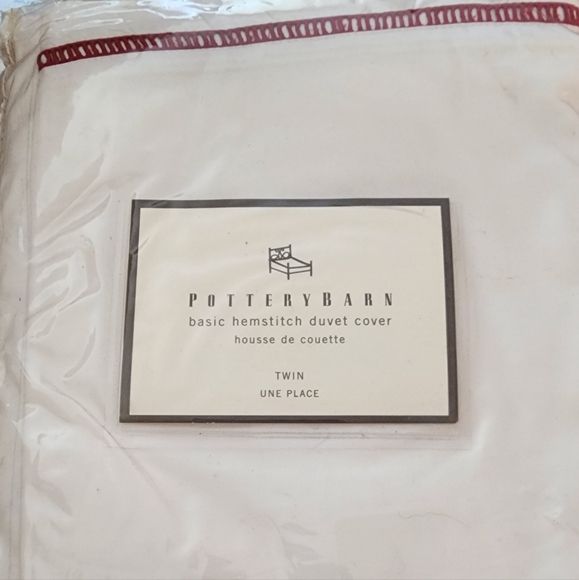 POTTERYBARN
basic hemstitch duvet cover
housse de couette
TWIN
UNE PLACE